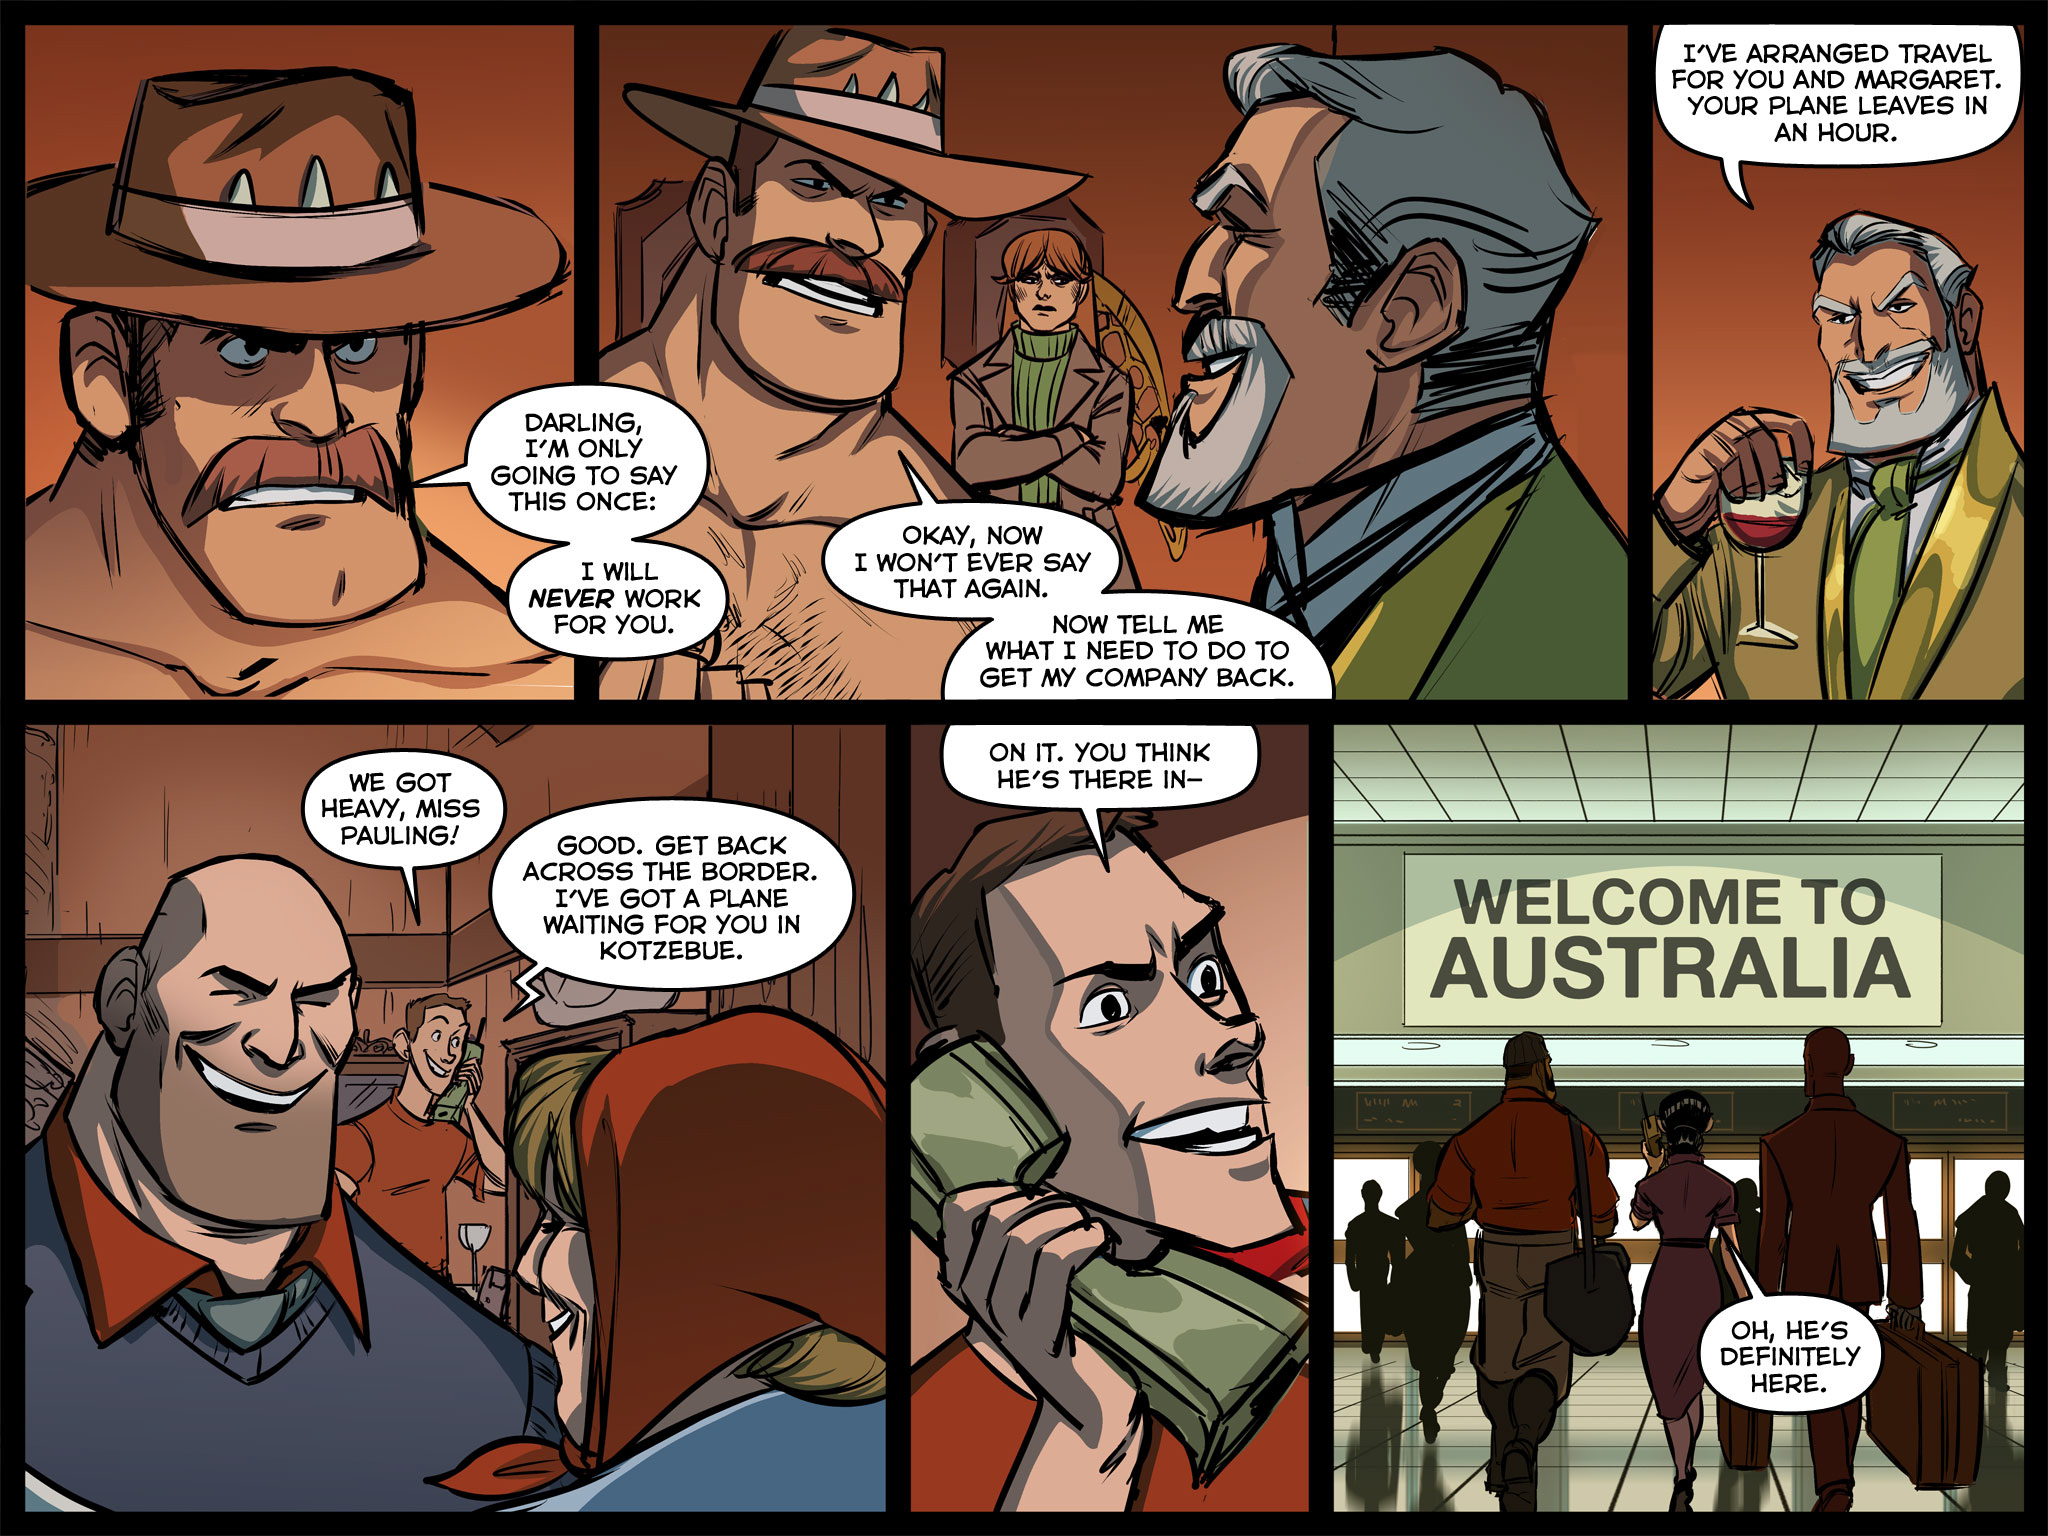 DARLING,
I'M ONLY
GOING TO SAY
THIS ONCE:
I WILL
NEVER WORK
FOR YOU.
OKAY, NOW
I WON'T EVER SAY
THAT AGAIN.
NOW TELL ME
WHAT I NEED TO DO TO
GET MY COMPANY BACK.
I'VE ARRANGED TRAVEL
FOR YOU AND MARGARET.
YOUR PLANE LEAVES IN
AN HOUR.
WE GOT
HEAVY, MISS
PAULING!
GOOD. GET BACK
ACROSS THE BORDER.
I'VE GOT A PLANE
WAITING FOR YOU IN
KOTZEBUE.
ON IT. YOU THINK
HE'S THERE IN–
WELCOME TO
AUSTRALIA
OH, HE'S
DEFINITELY
HERE.